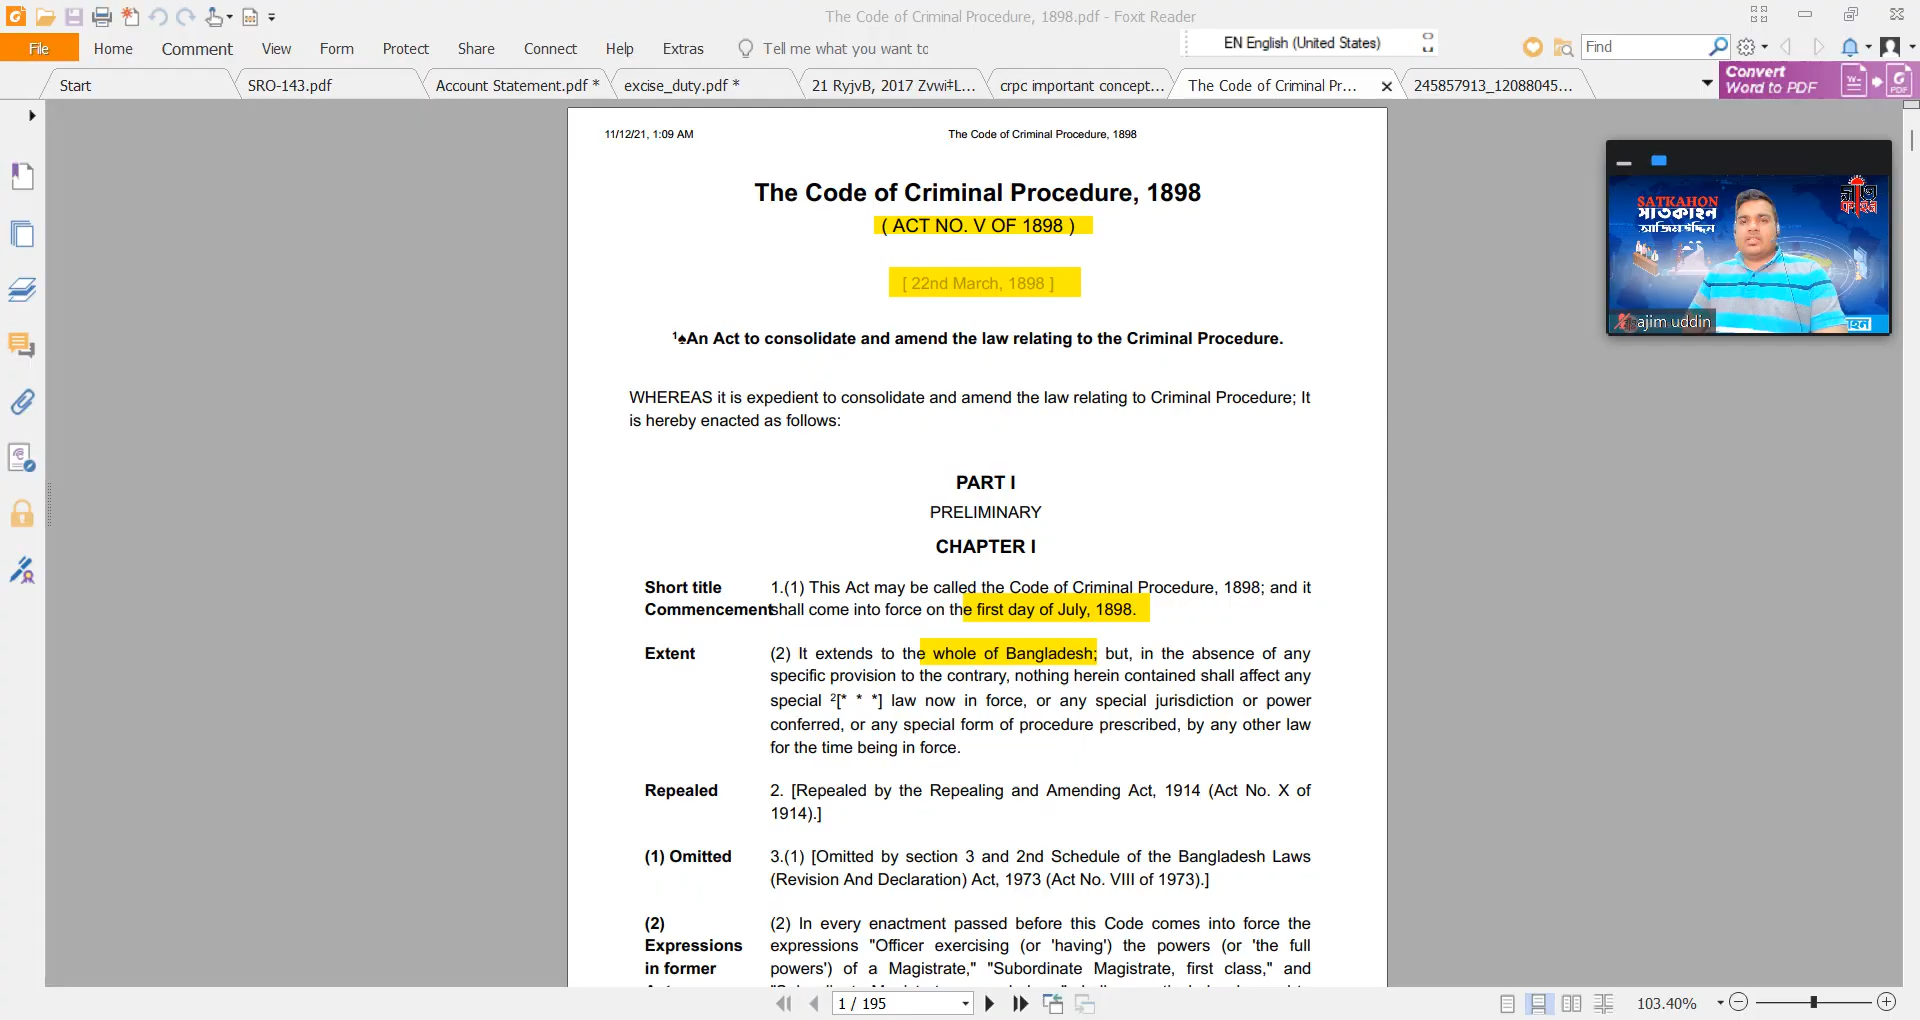 The Code of Criminal Procedure, 1898.pdf - Foxit Reader
File Home Comment View Form Protect Share Connect Help Extras Tell me what you want to
EN English (United States)
Find
Start SRO-143.pdf Account Statement.pdf * excise_duty.pdf * 21 RyjvB, 2017 Zvwi‡L... crpc important concept... The Code of Criminal Pr... 245857913_12088045...
Convert
Word to PDF
11/12/21, 1:09 AM The Code of Criminal Procedure, 1898
The Code of Criminal Procedure, 1898
( ACT NO. V OF 1898 )
[ 22nd March, 1898 ]
1♠An Act to consolidate and amend the law relating to the Criminal Procedure.
WHEREAS it is expedient to consolidate and amend the law relating to Criminal Procedure; It
is hereby enacted as follows:
PART I
PRELIMINARY
CHAPTER I
Short title 1.(1) This Act may be called the Code of Criminal Procedure, 1898; and it
Commencement shall come into force on the first day of July, 1898.
Extent (2) It extends to the whole of Bangladesh; but, in the absence of any
specific provision to the contrary, nothing herein contained shall affect any
special 2[* * *] law now in force, or any special jurisdiction or power
conferred, or any special form of procedure prescribed, by any other law
for the time being in force.
Repealed 2. [Repealed by the Repealing and Amending Act, 1914 (Act No. X of
1914).]
(1) Omitted 3.(1) [Omitted by section 3 and 2nd Schedule of the Bangladesh Laws
(Revision And Declaration) Act, 1973 (Act No. VIII of 1973).]
(2) (2) In every enactment passed before this Code comes into force the
Expressions expressions "Officer exercising (or 'having') the powers (or 'the full
in former powers') of a Magistrate," "Subordinate Magistrate, first class," and
SATKAHON
সাতকাহন
আজিম উদ্দিন
ajim uddin
1 / 195
103.40%